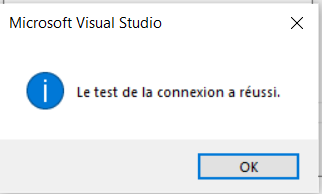 Microsoft Visual Studio
Le test de la connexion a réussi.
OK